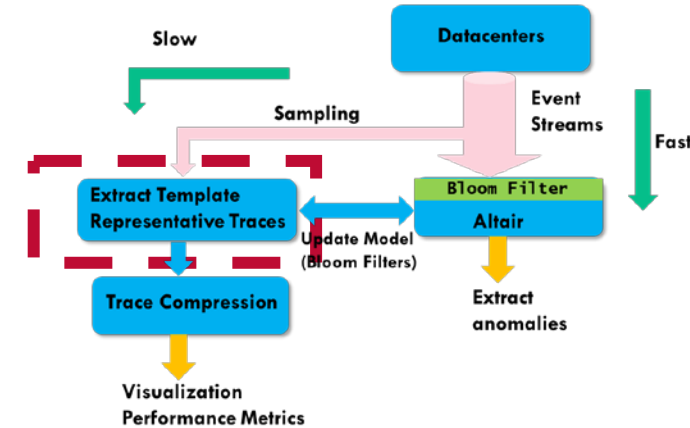 Slow
Datacenters
Sampling
Event
Streams
Fast
Extract Template
Representative Traces
Bloom Filter
Altair
Update Model
(Bloom Filters)
Trace Compression
Extract
anomalies
Visualization
Performance Metrics